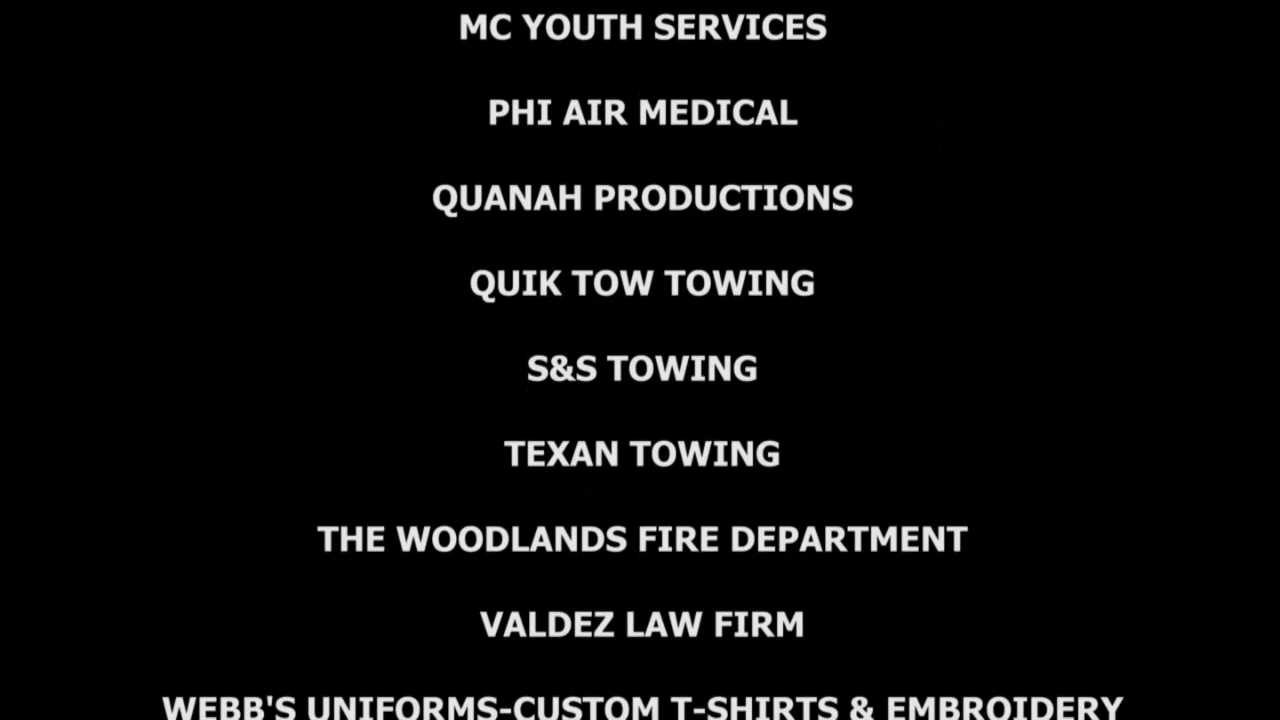 MC YOUTH SERVICES
PHI AIR MEDICAL
QUANAH PRODUCTIONS
QUIK TOW TOWING
S&S TOWING
TEXAN TOWING
THE WOODLANDS FIRE DEPARTMENT
VALDEZ LAW FIRM
WEBB'S UNIFORMS-CUSTOM T-SHIRTS & EMBROIDERY